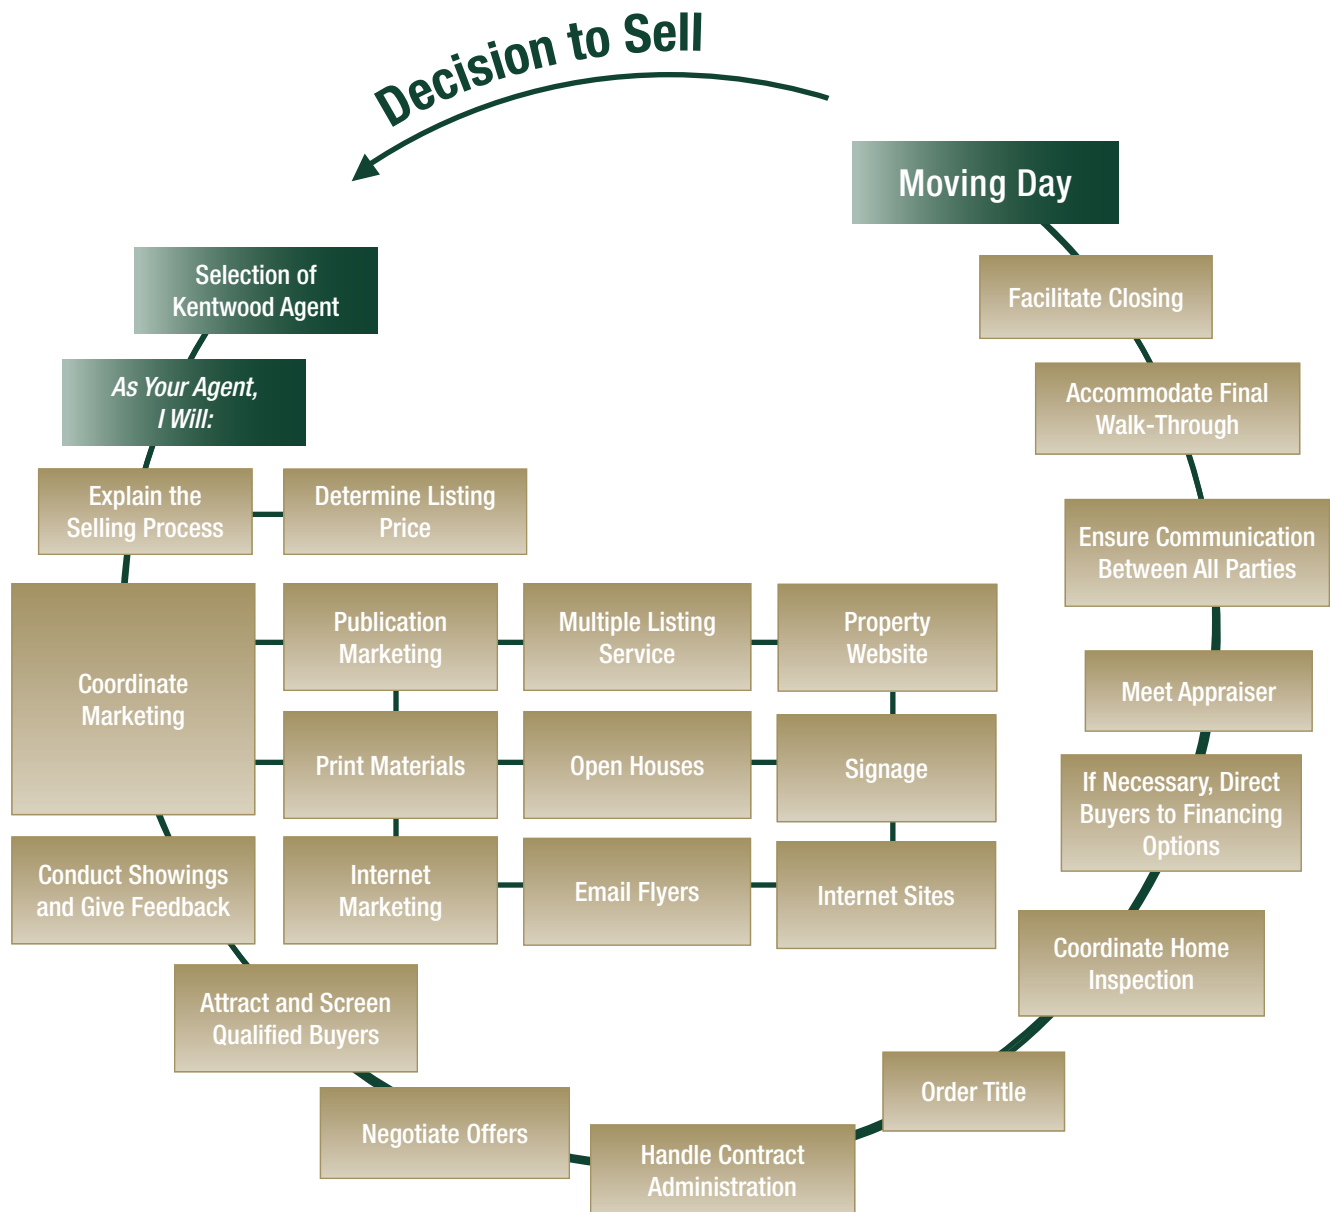 Decision to Sell
Moving Day
Selection of
Kentwood Agent
As Your Agent,
I Will:
Explain the
Selling Process
Determine Listing
Price
Coordinate
Marketing
Publication
Marketing
Multiple Listing
Service
Property
Website
Print Materials
Open Houses
Signage
Internet
Marketing
Email Flyers
Internet Sites
Conduct Showings
and Give Feedback
Attract and Screen
Qualified Buyers
Negotiate Offers
Handle Contract
Administration
Order Title
Coordinate Home
Inspection
If Necessary, Direct
Buyers to Financing
Options
Meet Appraiser
Ensure Communication
Between All Parties
Accommodate Final
Walk-Through
Facilitate Closing